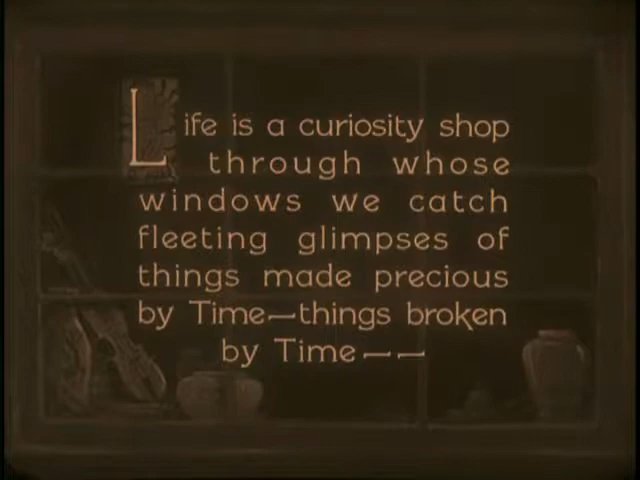 Life is a curiosity shop
through whose
windows we catch
fleeting glimpses of
things made precious
by Time—things broken
by Time——